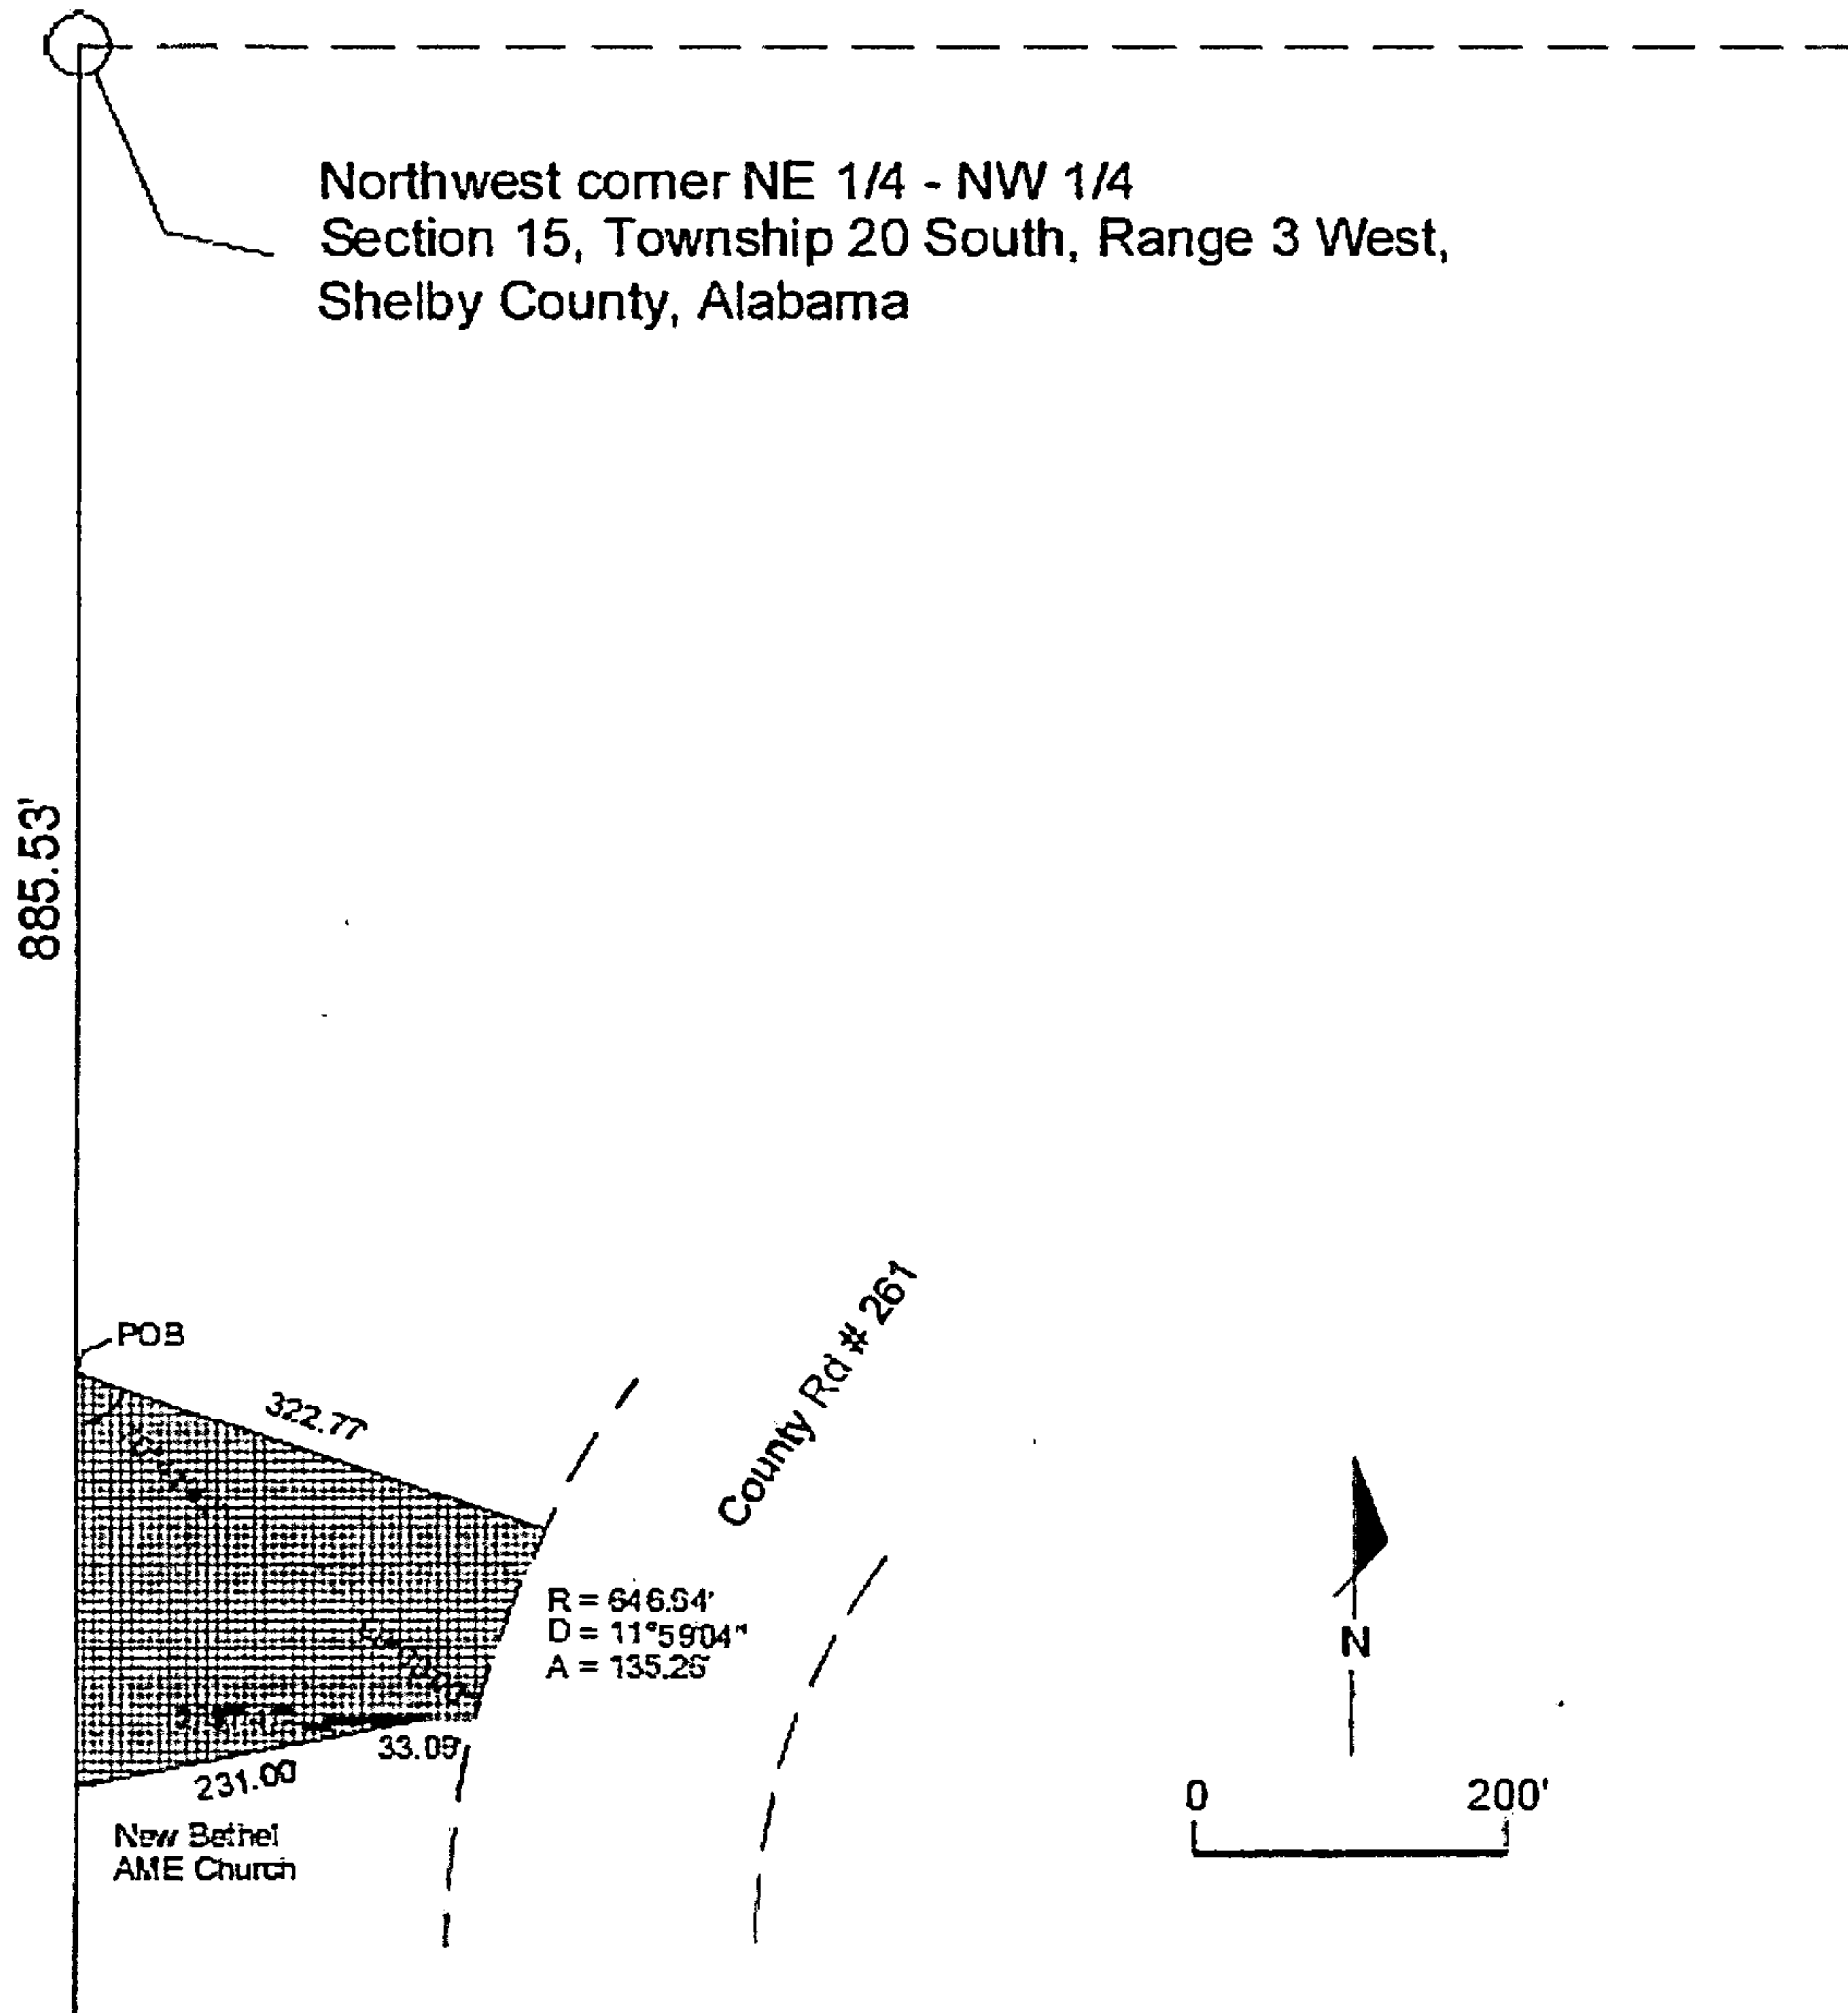 Northwest corner NE 1/4 - NW 1/4
Section 15, Township 20 South, Range 3 West,
Shelby County, Alabama
885.53'
POB
322.77'
County Rd # 261
R = 646.64'
D = 11°59'04"
A = 135.26'
33.09'
231.00'
New Bethel
AME Church
N
0 200'